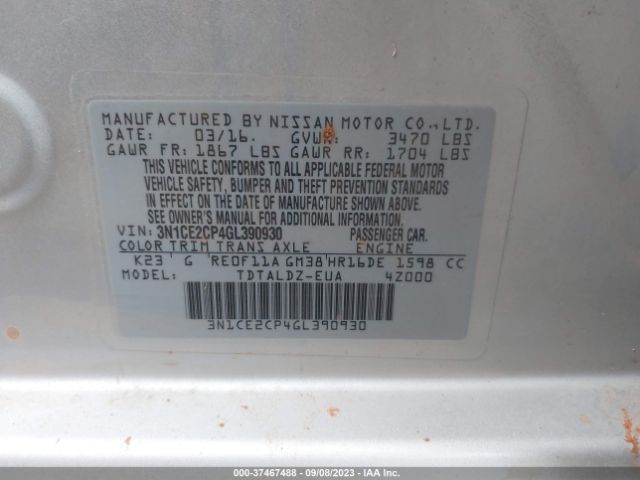 MANUFACTURED BY NISSAN MOTOR CO.,LTD.
DATE: 03/16. GVWR: 3470 LBS
GAWR FR: 1867 LBS GAWR RR: 1704 LBS
THIS VEHICLE CONFORMS TO ALL APPLICABLE FEDERAL MOTOR
VEHICLE SAFETY, BUMPER AND THEFT PREVENTION STANDARDS
IN EFFECT ON THE DATE OF MANUFACTURE SHOWN ABOVE.
SEE OWNER'S MANUAL OR SERVICE MANUAL
VIN: 3N1CE2CP4GL390930 PASSENGER CAR.
COLOR TRIM TRANS AXLE ENGINE
K23 G RE0F11A GM38 HR16DE 1598 CC
MODEL: TDTALDZ-EUA 4Z000
3N1CE2CP4GL390930
000-37467488 - 09/08/2023 - IAA Inc.